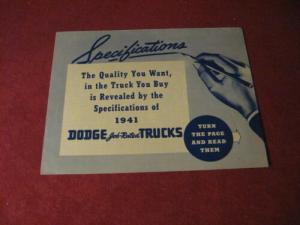 Specifications
The Quality You Want,
in the Truck You Buy
is Revealed by the
Specifications of
1941
DODGE Job-Rated TRUCKS
TURN
THE PAGE
AND READ
THEM